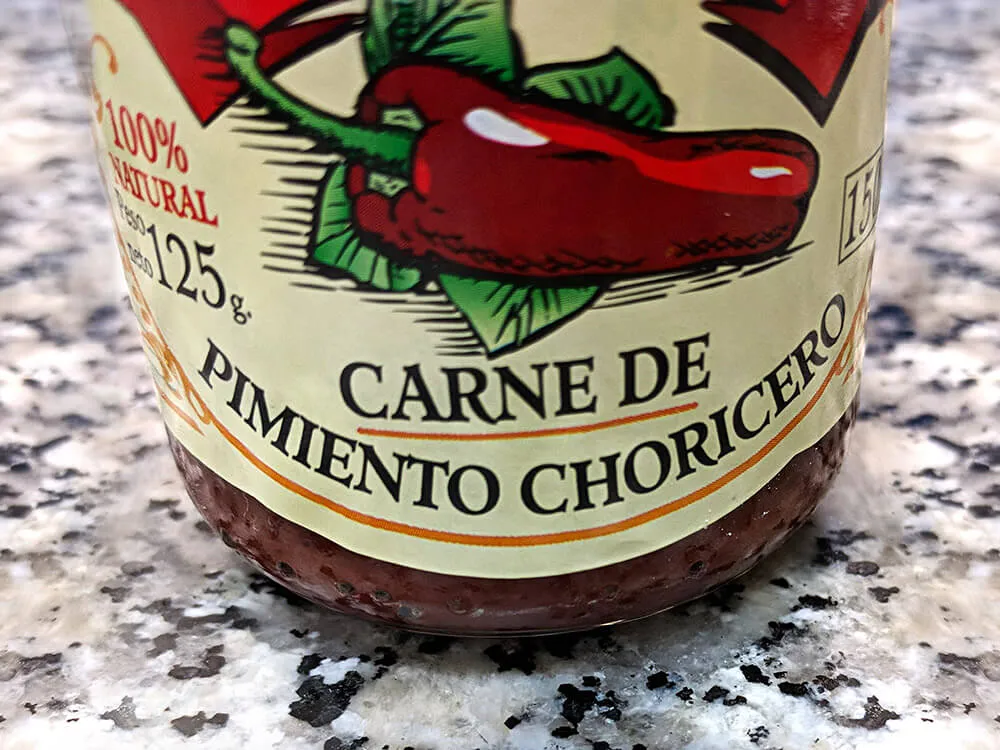 100%
NATURAL
Peso
neto
125g.
CARNE DE
PIMIENTO CHORICERO